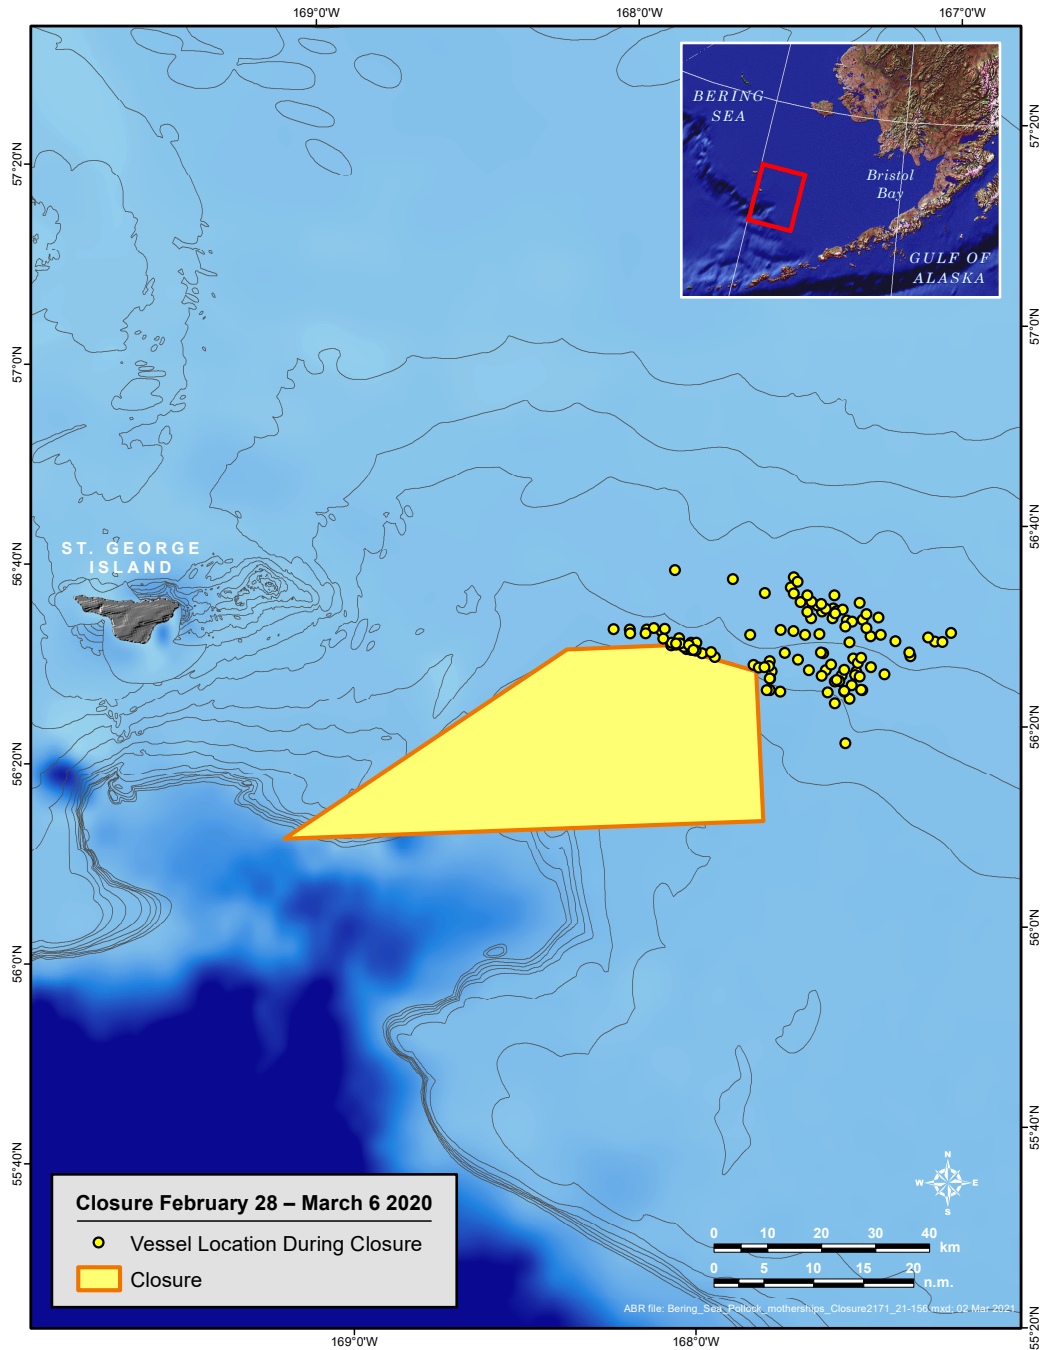 169°0'W
168°0'W
167°0'W
BERING
SEA
Bristol
Bay
GULF OF
ALASKA
57°20'N
57°20'N
57°0'N
57°0'N
56°40'N
56°40'N
ST. GEORGE
ISLAND
56°20'N
56°20'N
56°0'N
56°0'N
55°40'N
55°40'N
N
W
E
S
Closure February 28 – March 6 2020
Vessel Location During Closure
Closure
0 10 20 30 40
km
0 5 10 15 20
n.m.
ABR file: Bering_Sea_Pollock_motherships_Closure2171_21-156.mxd; 02 Mar 2021
55°20'N
169°0'W
168°0'W